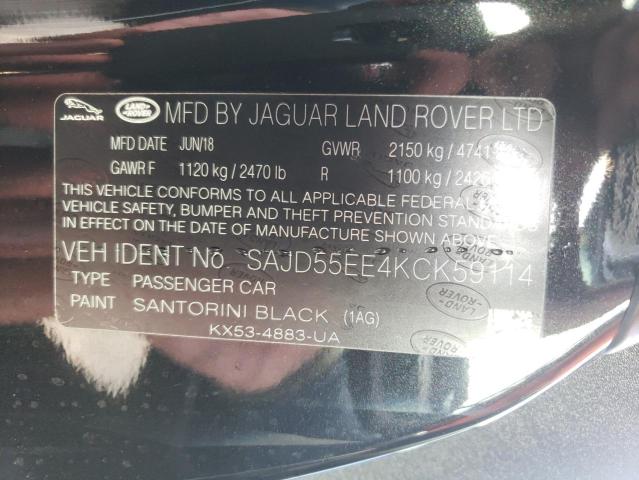 JAGUAR LAND ROVER MFD BY JAGUAR LAND ROVER LTD
MFD DATE JUN/18 GVWR 2150 kg / 4741
GAWR F 1120 kg / 2470 lb R 1100 kg / 2426
THIS VEHICLE CONFORMS TO ALL APPLICABLE FEDERAL
VEHICLE SAFETY, BUMPER AND THEFT PREVENTION
IN EFFECT ON THE DATE OF MANUFACTURE SHOWN ABOVE.
VEH IDENT No SAJD55EE4KCK59114
TYPE PASSENGER CAR
PAINT SANTORINI BLACK (1AG)
KX53-4883-UA